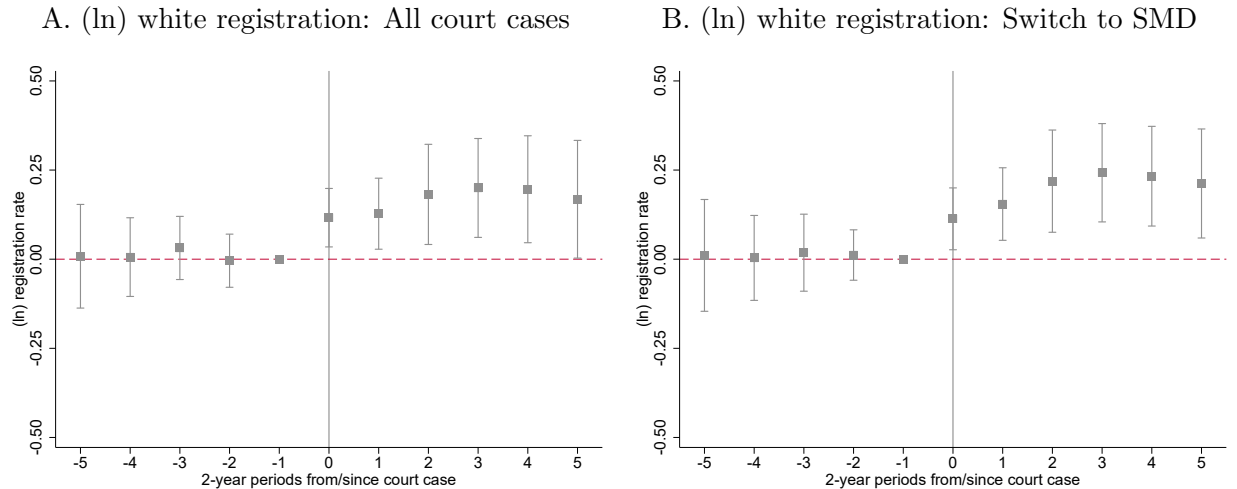 A. (ln) white registration: All court cases
(ln) registration rate
0.50
0.25
0.00
-0.25
-0.50
-5 -4 -3 -2 -1 0 1 2 3 4 5
2-year periods from/since court case
B. (ln) white registration: Switch to SMD
(ln) registration rate
0.50
0.25
0.00
-0.25
-0.50
-5 -4 -3 -2 -1 0 1 2 3 4 5
2-year periods from/since court case